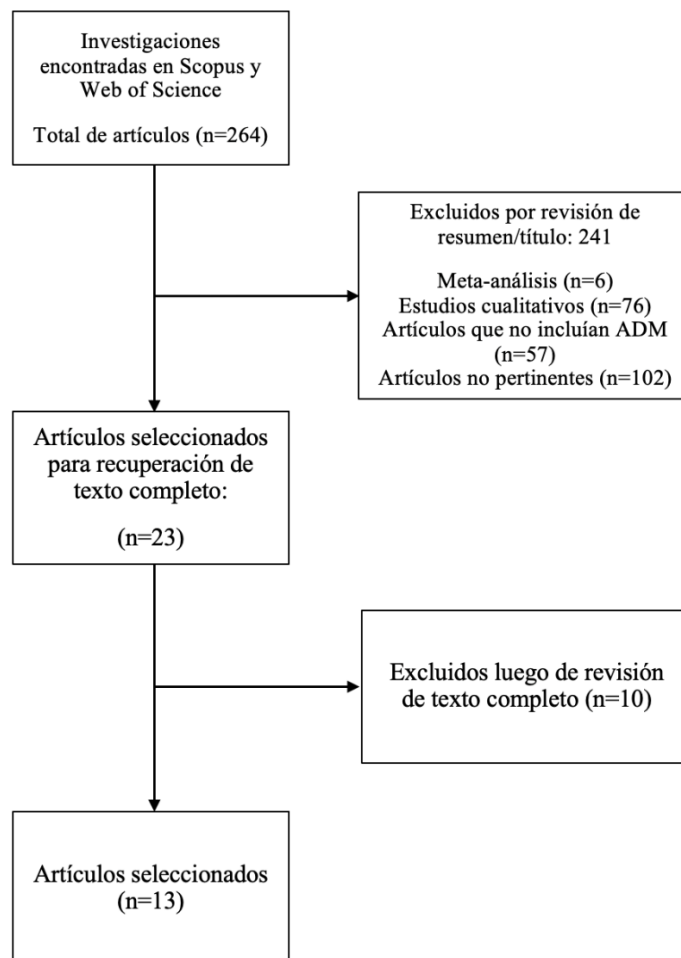 Investigaciones
encontradas en Scopus y
Web of Science
Total de artículos (n=264)
Excluidos por revisión de
resumen/título: 241
Meta-análisis (n=6)
Estudios cualitativos (n=76)
Artículos que no incluían ADM
(n=57)
Artículos no pertinentes (n=102)
Artículos seleccionados
para recuperación de
texto completo:
(n=23)
Excluidos luego de revisión
de texto completo (n=10)
Artículos seleccionados
(n=13)